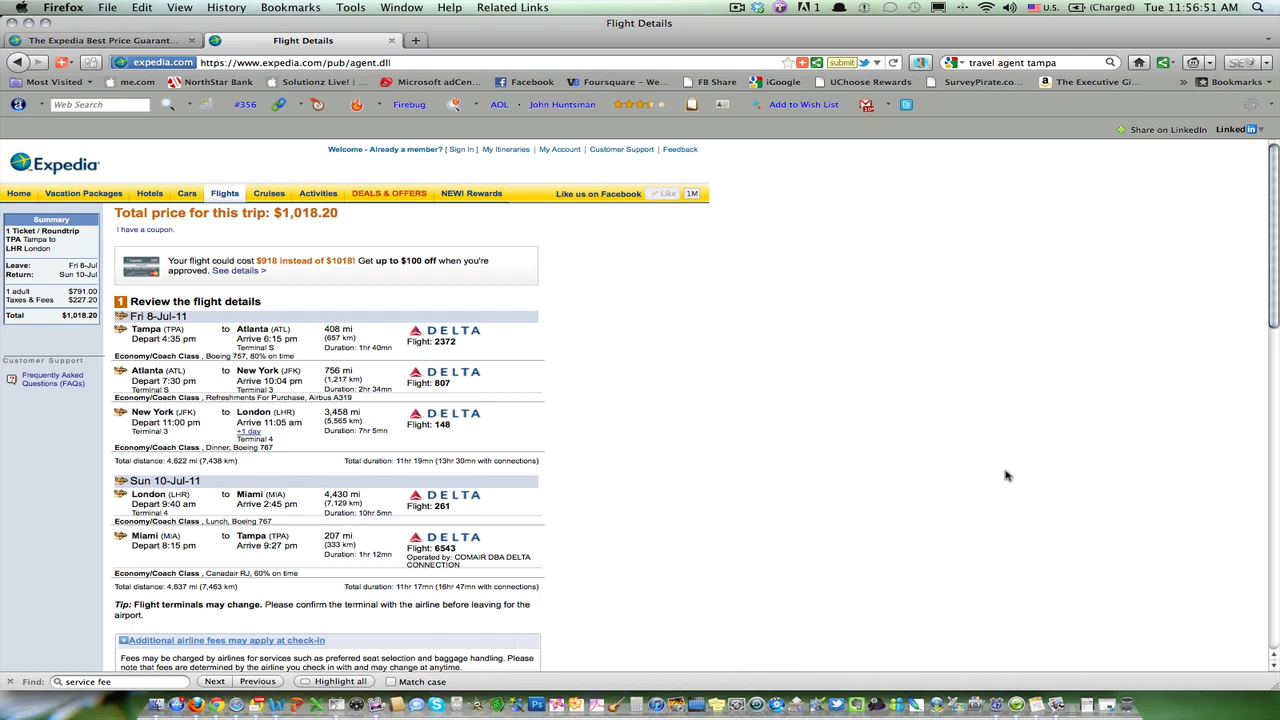 Firefox File Edit View History Bookmarks Tools Window Help Related Links 1 U.S. (Charged) Tue 11:56:51 AM
Flight Details
The Expedia Best Price Guarant... × Flight Details × +
expedia.com https://www.expedia.com/pub/agent.dll submit travel agent tampa
Most Visited me.com NorthStar Bank Solutionz Live! |... Microsoft adCen... Facebook Foursquare – We... FB Share iGoogle UChoose Rewards SurveyPirate.co... The Executive Gi... » Bookmarks
a Web Search #356 Firebug AOL John Huntsman Add to Wish List
Share on LinkedIn Linked in
Expedia
Welcome - Already a member? [ Sign In ] My Itineraries | My Account | Customer Support | Feedback
Home Vacation Packages Hotels Cars Flights Cruises Activities DEALS & OFFERS NEW! Rewards Like us on Facebook Like 1M
Summary
1 Ticket / Roundtrip
TPA Tampa to
LHR London
Leave: Fri 8-Jul
Return: Sun 10-Jul
1 adult $791.00
Taxes & Fees $227.20
Total $1,018.20
Customer Support
Frequently Asked
Questions (FAQs)
Total price for this trip: $1,018.20
I have a coupon.
Your flight could cost $918 instead of $1018! Get up to $100 off when you're
approved. See details >
1 Review the flight details
Fri 8-Jul-11
Tampa (TPA) to Atlanta (ATL) 408 mi DELTA
Depart 4:35 pm Arrive 6:15 pm (657 km) Flight: 2372
Terminal S Duration: 1hr 40mn
Economy/Coach Class , Boeing 757, 80% on time
Atlanta (ATL) to New York (JFK) 756 mi DELTA
Depart 7:30 pm Arrive 10:04 pm (1,217 km) Flight: 807
Terminal S Terminal 3 Duration: 2hr 34mn
Economy/Coach Class , Refreshments For Purchase, Airbus A319
New York (JFK) to London (LHR) 3,458 mi DELTA
Depart 11:00 pm Arrive 11:05 am (5,565 km) Flight: 148
Terminal 3 +1 day Duration: 7hr 5mn
Terminal 4
Economy/Coach Class , Dinner, Boeing 767
Total distance: 4,622 mi (7,438 km) Total duration: 11hr 19mn (13hr 30mn with connections)
Sun 10-Jul-11
London (LHR) to Miami (MIA) 4,430 mi DELTA
Depart 9:40 am Arrive 2:45 pm (7,129 km) Flight: 261
Terminal 4 Duration: 10hr 5mn
Economy/Coach Class , Lunch, Boeing 767
Miami (MIA) to Tampa (TPA) 207 mi DELTA
Depart 8:15 pm Arrive 9:27 pm (333 km) Flight: 6543
Duration: 1hr 12mn Operated by: COMAIR DBA DELTA
CONNECTION
Economy/Coach Class , Canadair RJ, 60% on time
Total distance: 4,637 mi (7,463 km) Total duration: 11hr 17mn (16hr 47mn with connections)
Tip: Flight terminals may change. Please confirm the terminal with the airline before leaving for the
airport.
Additional airline fees may apply at check-in
Fees may be charged by airlines for services such as preferred seat selection and baggage handling. Please
note that fees are determined by the airline you check in with and may change at anytime.
Find: service fee Next Previous Highlight all Match case